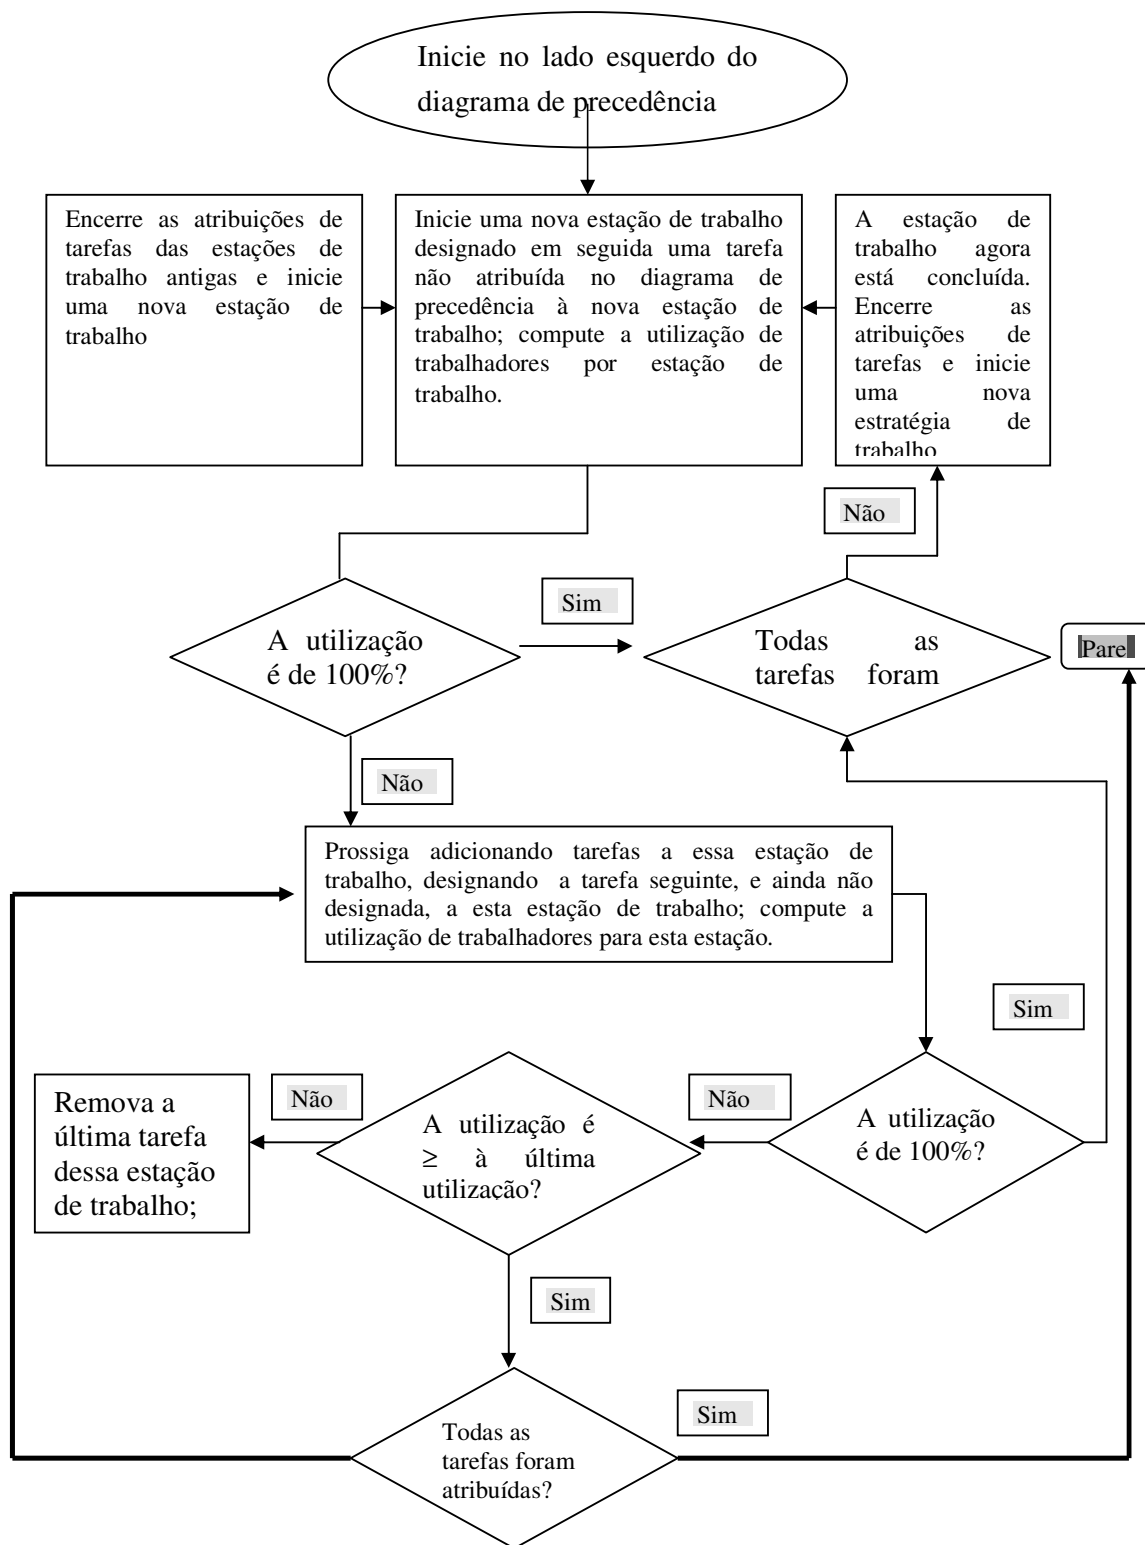 Inicie no lado esquerdo do
diagrama de precedência
Encerre as atribuições de
tarefas das estações de
trabalho antigas e inicie
uma nova estação de
trabalho
Inicie uma nova estação de trabalho
designado em seguida uma tarefa
não atribuída no diagrama de
precedência à nova estação de
trabalho; compute a utilização de
trabalhadores por estação de
trabalho.
A estação de
trabalho agora
está concluída.
Encerre as
atribuições de
tarefas e inicie
uma nova
estratégia de
trabalho
Não
Sim
A utilização
é de 100%?
Todas as
tarefas foram
Pare
Não
Prossiga adicionando tarefas a essa estação de
trabalho, designando a tarefa seguinte, e ainda não
designada, a esta estação de trabalho; compute a
utilização de trabalhadores para esta estação.
Sim
Remova a
última tarefa
dessa estação
de trabalho;
Não
A utilização é
≥ à última
utilização?
Não
A utilização
é de 100%?
Sim
Todas as
tarefas foram
atribuídas?
Sim